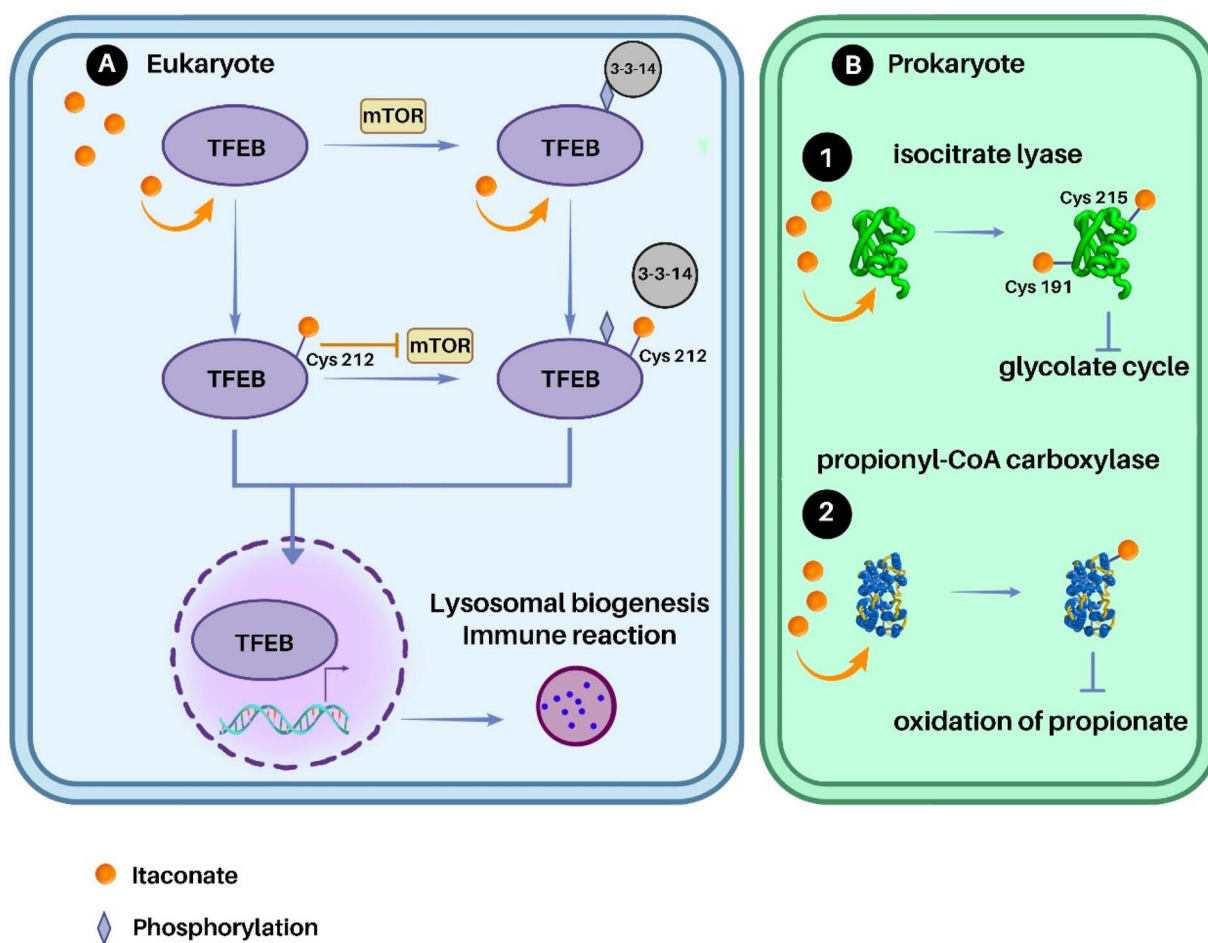 A Eukaryote
3-3-14
TFEB
mTOR
TFEB
3-3-14
TFEB
Cys 212
mTOR
TFEB
Cys 212
TFEB
Lysosomal biogenesis
Immune reaction
B Prokaryote
1
isocitrate lyase
Cys 215
Cys 191
glycolate cycle
propionyl-CoA carboxylase
2
oxidation of propionate
Itaconate
Phosphorylation